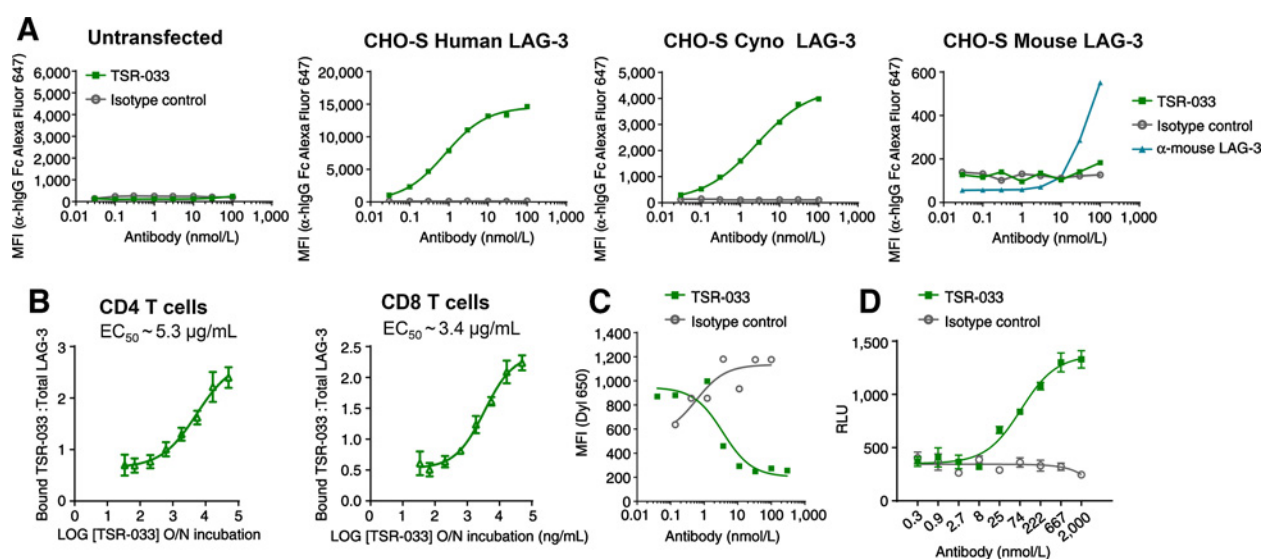 A
Untransfected
MFI (α-hIgG Fc Alexa Fluor 647)
6,000
5,000
4,000
3,000
2,000
1,000
0
TSR-033
Isotype control
0.01 0.1 1 10 100 1,000
Antibody (nmol/L)
CHO-S Human LAG-3
MFI (α-hIgG Fc Alexa Fluor 647)
20,000
15,000
10,000
5,000
0
0.01 0.1 1 10 100 1,000
Antibody (nmol/L)
CHO-S Cyno LAG-3
MFI (α-hIgG Fc Alexa Fluor 647)
5,000
4,000
3,000
2,000
1,000
0
0.01 0.1 1 10 100 1,000
Antibody (nmol/L)
CHO-S Mouse LAG-3
MFI (α-hIgG Fc Alexa Fluor 647)
600
400
200
0
0.01 0.1 1 10 100 1,000
Antibody (nmol/L)
TSR-033
Isotype control
α-mouse LAG-3
B
CD4 T cells
EC50 ~ 5.3 µg/mL
Bound TSR-033 :Total LAG-3
3
2
1
0
0 1 2 3 4 5
LOG [TSR-033] O/N incubation
CD8 T cells
EC50 ~ 3.4 µg/mL
Bound TSR-033 :Total LAG-3
2.5
2.0
1.5
1.0
0.5
0
0 1 2 3 4 5
LOG [TSR-033] O/N incubation (ng/mL)
C
TSR-033
Isotype control
MFI (Dyl 650)
1,400
1,200
1,000
800
600
400
200
0
0.01 0.1 1 10 100 1,000
Antibody (nmol/L)
D
TSR-033
Isotype control
RLU
1,500
1,000
500
0
0.3 0.9 2.7 8 25 74 222 667 2,000
Antibody (nmol/L)